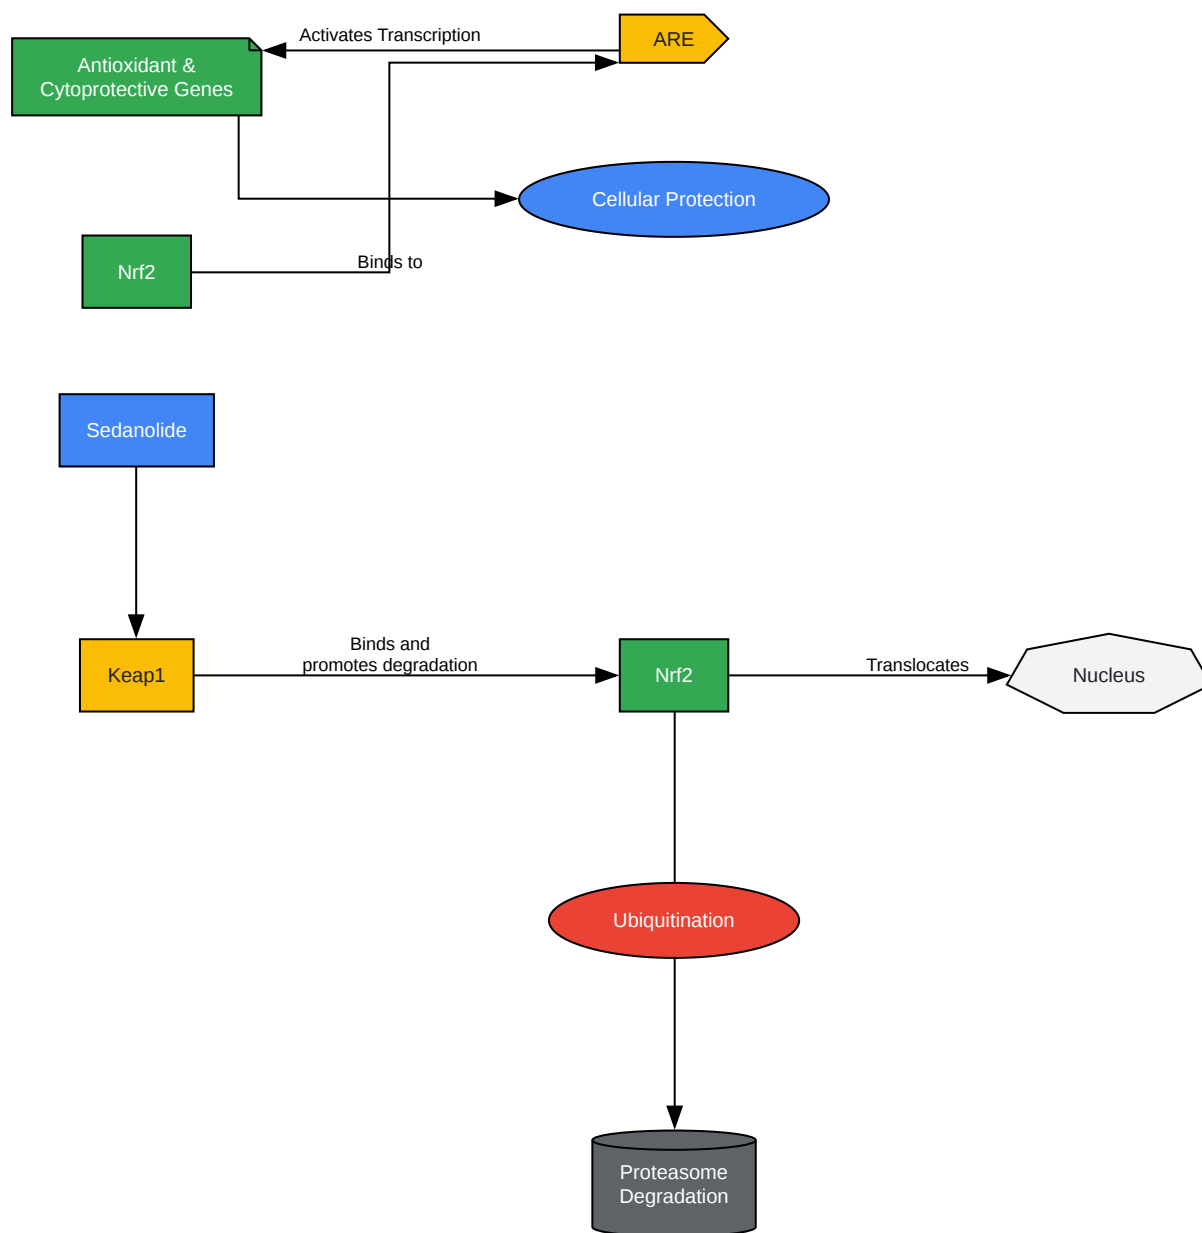 Activates Transcription
ARE
Antioxidant &
Cytoprotective Genes
Cellular Protection
Nrf2
Binds to
Sedanolide
Keap1
Binds and
promotes degradation
Nrf2
Translocates
Nucleus
Ubiquitination
Proteasome
Degradation